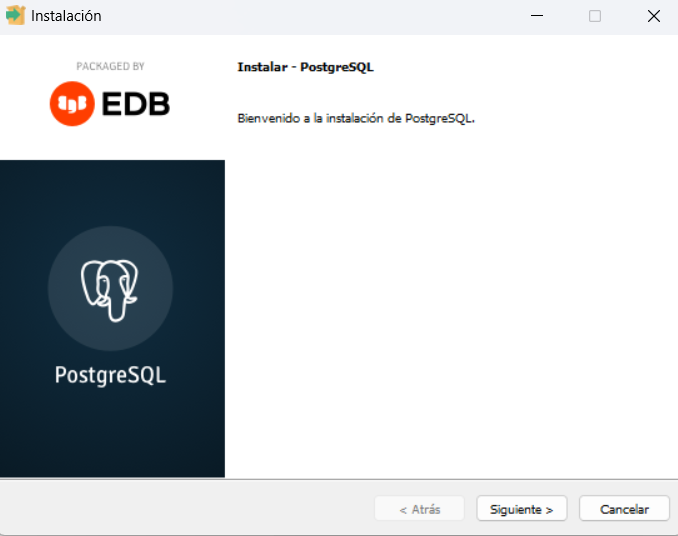 Instalación
PACKAGED BY
EDB
PostgreSQL
Instalar - PostgreSQL
Bienvenido a la instalación de PostgreSQL.
< Atrás
Siguiente >
Cancelar